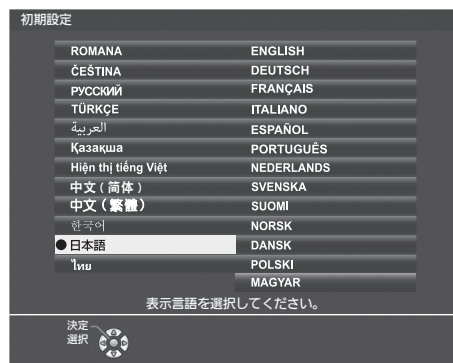 初期設定
ROMANA
ČEŠTINA
РУССКИЙ
TÜRKÇE
العربية
Қазақша
Hiện thị tiếng Việt
中文 ( 简体 )
中文 ( 繁體 )
한국어
日本語
ไทย
ENGLISH
DEUTSCH
FRANÇAIS
ITALIANO
ESPAÑOL
PORTUGUÊS
NEDERLANDS
SVENSKA
SUOMI
NORSK
DANSK
POLSKI
MAGYAR
表示言語を選択してください。
決定
選択